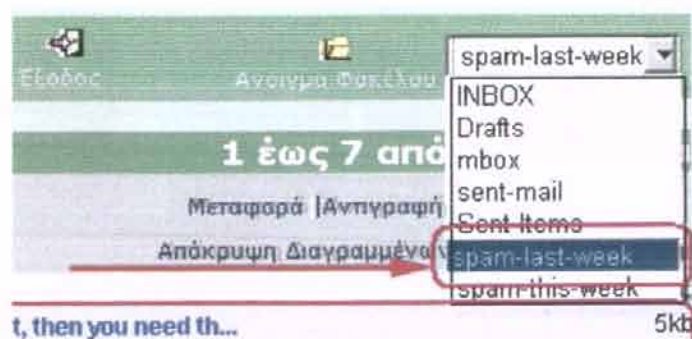 spam-last-week
Έξοδος
Άνοιγμα Φακέλου
INBOX
Drafts
1 έως 7 από
mbox
sent-mail
Μεταφορά |Αντιγραφή
Sent Items
Απόκρυψη Διαγραμμένα
spam-last-week
spam-this-week
t, then you need th...
5kb